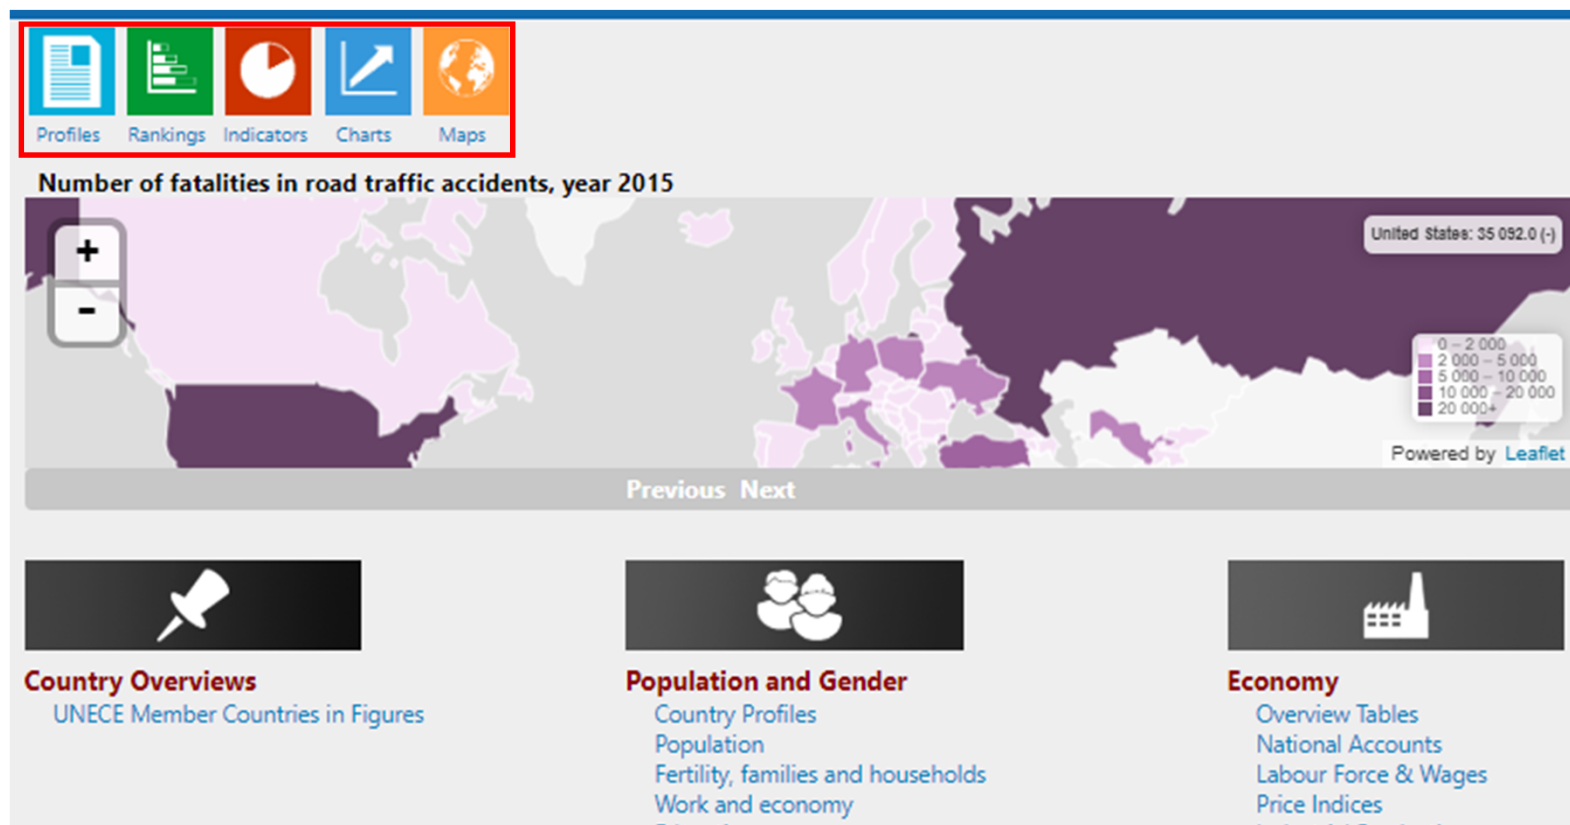 Profiles Rankings Indicators Charts Maps
Number of fatalities in road traffic accidents, year 2015
+
-
United States: 35 092.0 (-)
0 – 2 000
2 000 – 5 000
5 000 – 10 000
10 000 – 20 000
20 000+
Powered by Leaflet
Previous Next
Country Overviews
UNECE Member Countries in Figures
Population and Gender
Country Profiles
Population
Fertility, families and households
Work and economy
Economy
Overview Tables
National Accounts
Labour Force & Wages
Price Indices